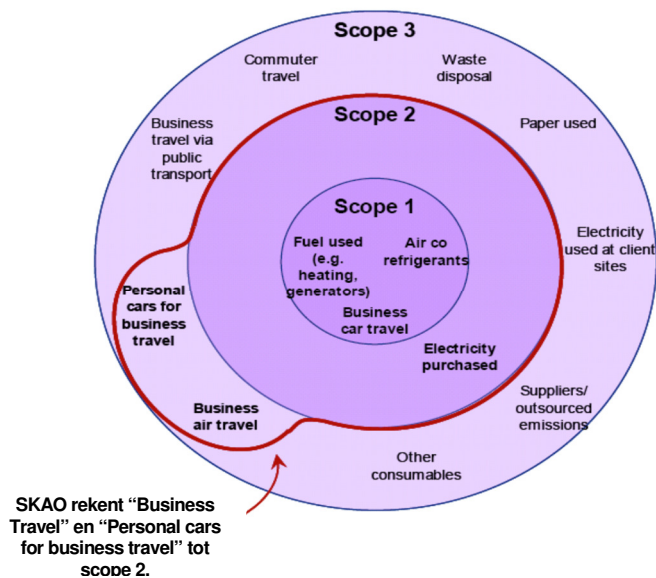 Scope 3
Commuter
travel
Waste
disposal
Scope 2
Business
travel via
public
transport
Paper used
Scope 1
Fuel used
(e.g.
heating,
generators)
Air co
refrigerants
Electricity
used at client
sites
Business
car travel
Personal
cars for
business
travel
Electricity
purchased
Business
air travel
Suppliers/
outsourced
emissions
Other
consumables
SKAO rekent “Business
Travel” en “Personal cars
for business travel” tot
scope 2.